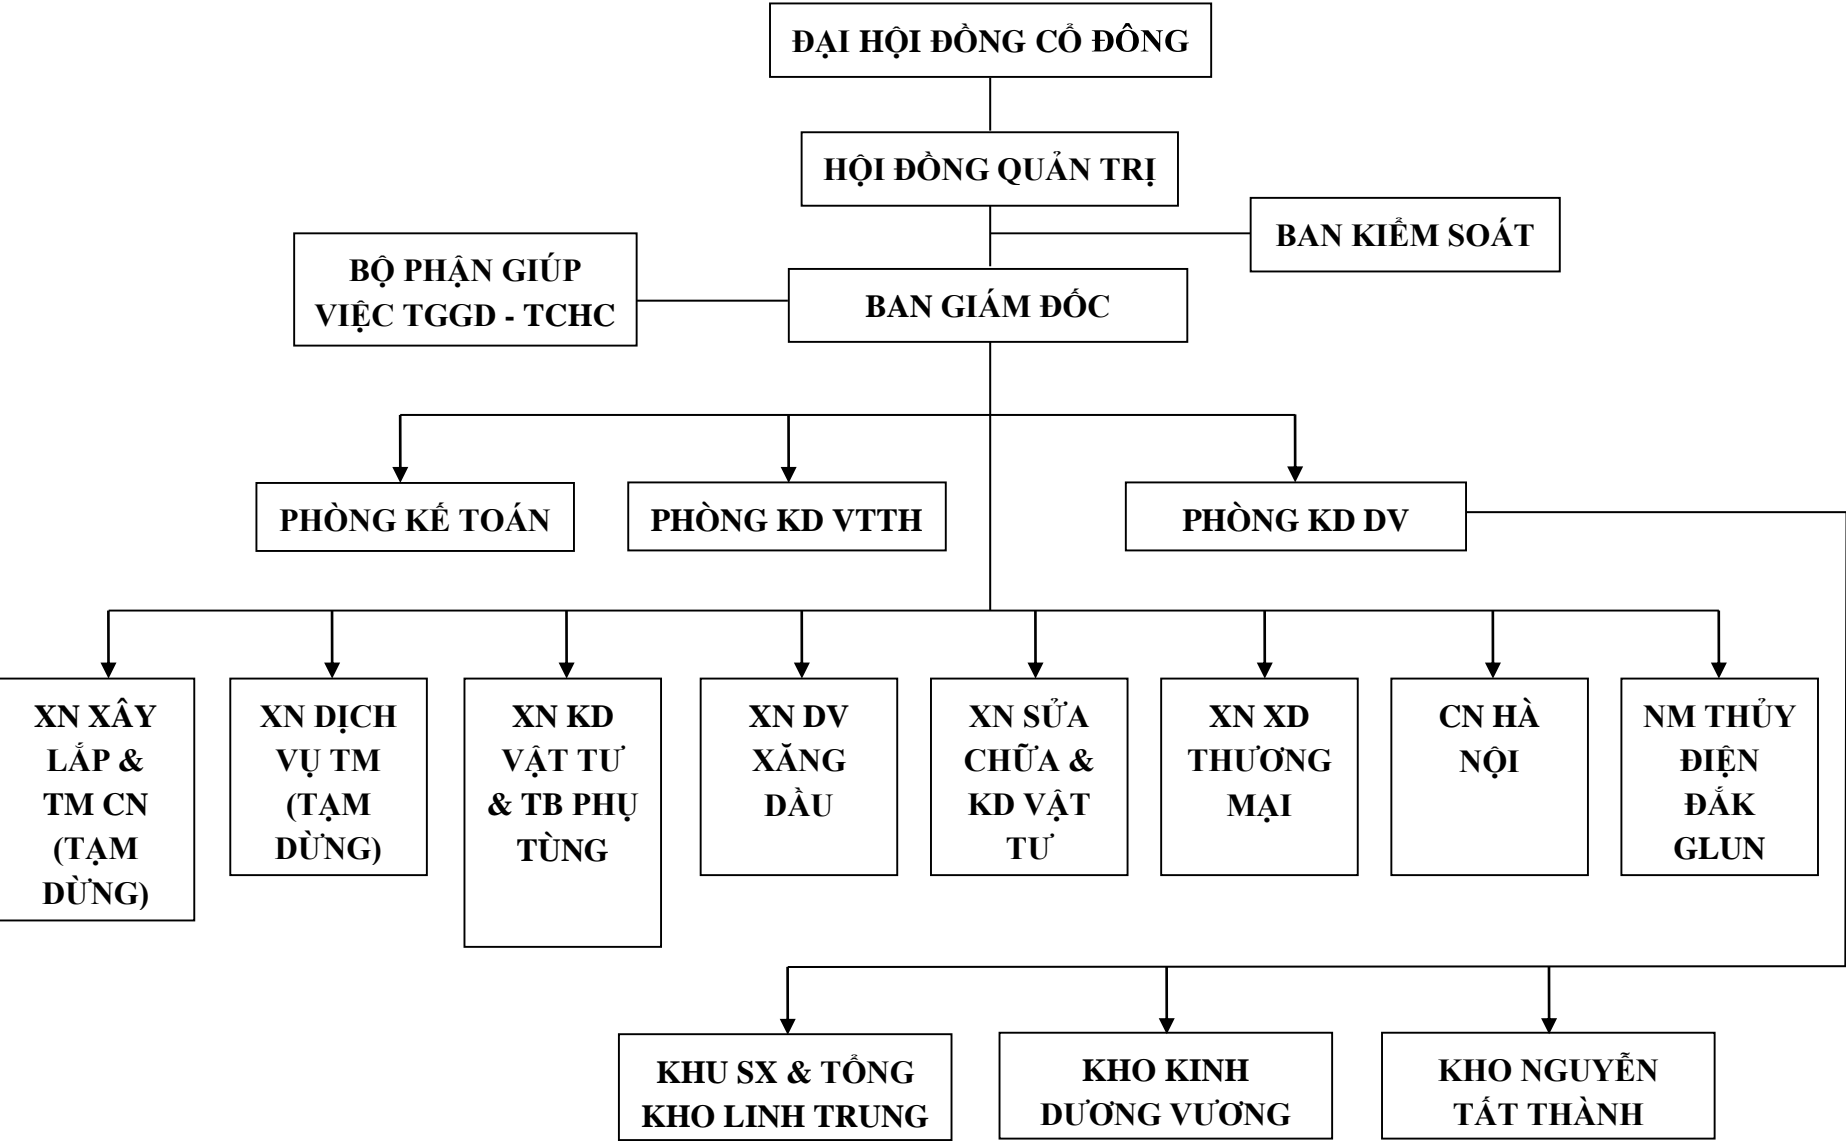 ĐẠI HỘI ĐỒNG CỔ ĐÔNG
HỘI ĐỒNG QUẢN TRỊ
BAN KIỂM SOÁT
BỘ PHẬN GIÚP
VIỆC TGGD - TCHC
BAN GIÁM ĐỐC
PHÒNG KẾ TOÁN
PHÒNG KD VTTH
PHÒNG KD DV
XN XÂY
LẮP &
TM CN
(TẠM
DỪNG)
XN DỊCH
VỤ TM
(TẠM
DỪNG)
XN KD
VẬT TƯ
& TB PHỤ
TÙNG
XN DV
XĂNG
DẦU
XN SỬA
CHỮA &
KD VẬT
TƯ
XN XD
THƯƠNG
MẠI
CN HÀ
NỘI
NM THỦY
ĐIỆN
ĐẮK
GLUN
KHU SX & TỔNG
KHO LINH TRUNG
KHO KINH
DƯƠNG VƯƠNG
KHO NGUYỄN
TẤT THÀNH